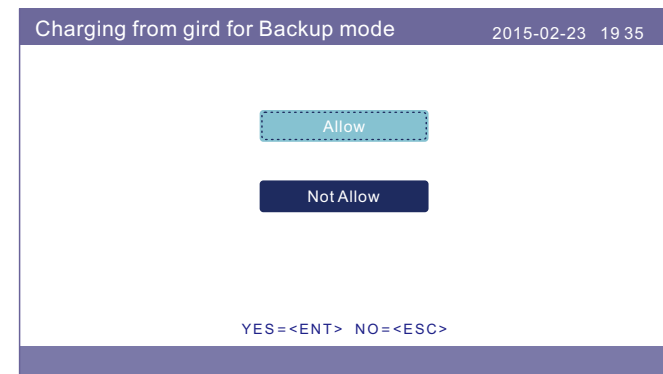 Charging from gird for Backup mode 2015-02-23 19 35
Allow
Not Allow
YES=<ENT> NO=<ESC>